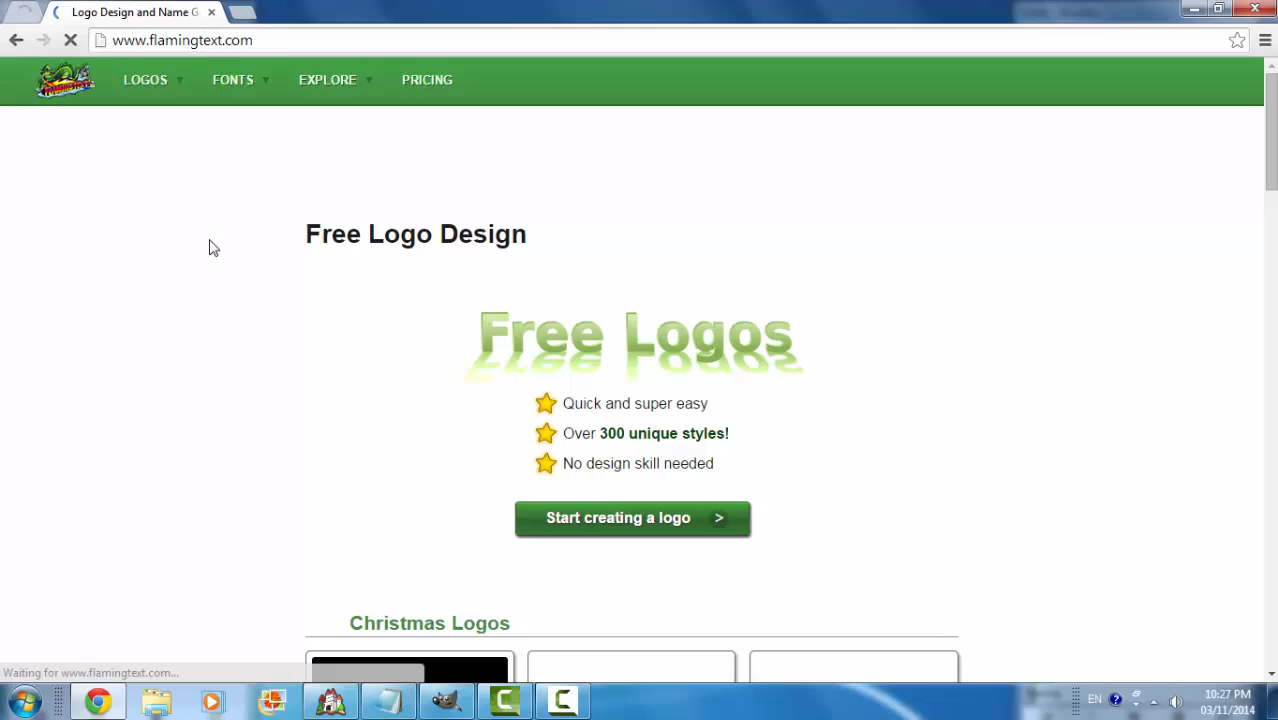 Logo Design and Name G
www.flamingtext.com
LOGOS
FONTS
EXPLORE
PRICING
Free Logo Design
Free Logos
Quick and super easy
Over 300 unique styles!
No design skill needed
Start creating a logo >
Christmas Logos
Waiting for www.flamingtext.com...
EN
10:27 PM
03/11/2014